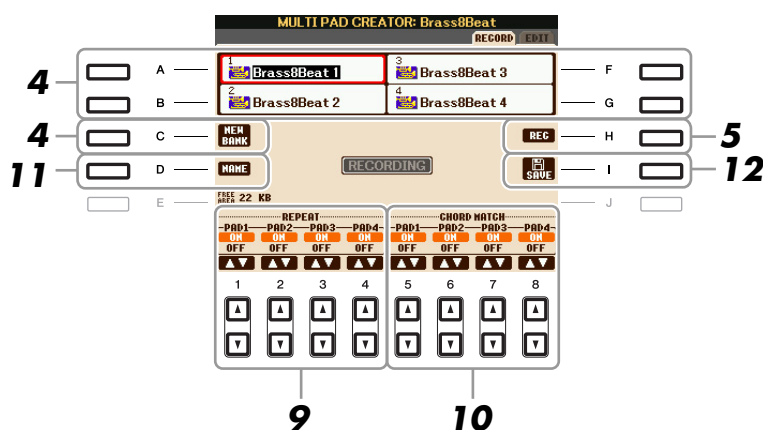 MULTI PAD CREATOR: Brass8Beat
RECORD EDIT
4 A 1 Brass8Beat 1 3 Brass8Beat 3 F
B 2 Brass8Beat 2 4 Brass8Beat 4 G
4 C NEW BANK REC H 5
11 D NAME RECORDING SAVE I 12
E FREE AREA 22 KB J
REPEAT CHORD MATCH
PAD1 PAD2 PAD3 PAD4 PAD1 PAD2 PAD3 PAD4
ON ON ON ON ON ON ON ON
OFF OFF OFF OFF OFF OFF OFF OFF
1 2 3 4 5 6 7 8
9 10